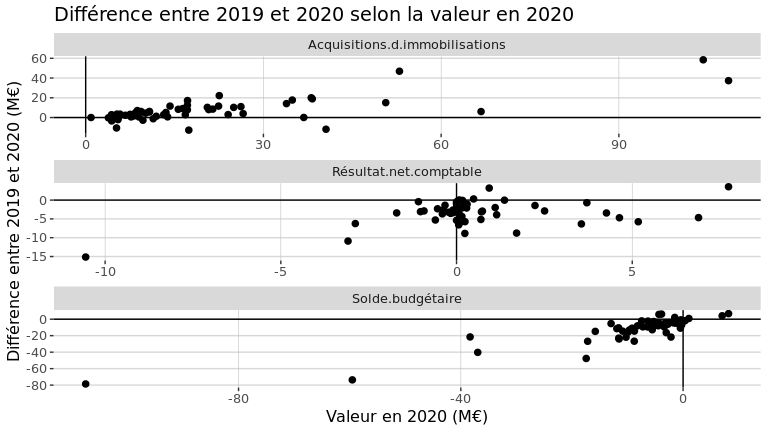 Différence entre 2019 et 2020 selon la valeur en 2020
Différence entre 2019 et 2020 (M€)
Acquisitions.d.immobilisations
60
40
20
0
0 30 60 90
Résultat.net.comptable
0
-5
-10
-15
-10 -5 0 5
Solde.budgétaire
0
-20
-40
-60
-80
-80 -40 0
Valeur en 2020 (M€)